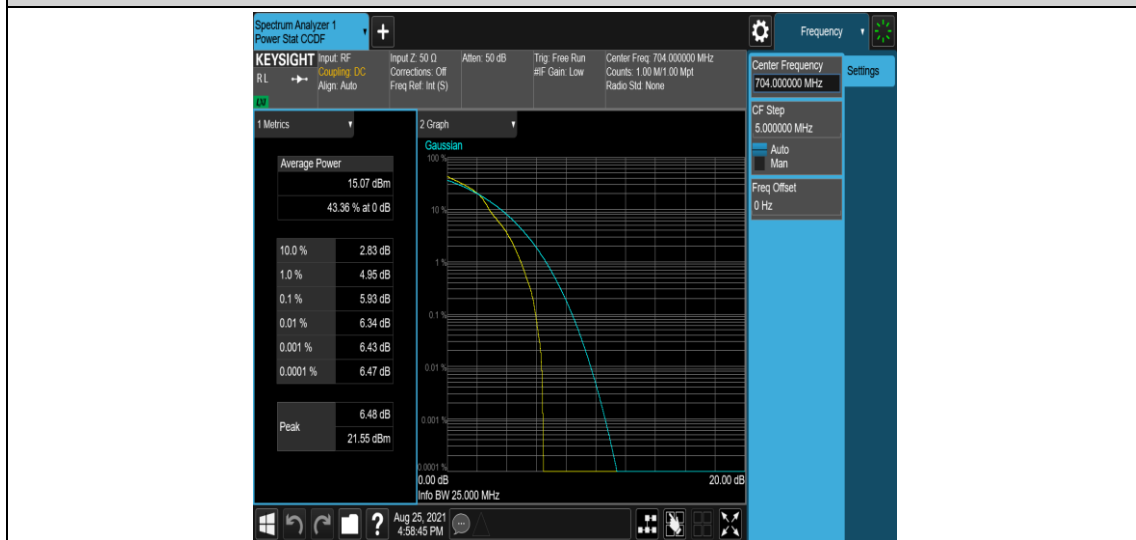 Spectrum Analyzer 1
Power Stat CCDF
Frequency
KEYSIGHT
Input: RF
Coupling: DC
Align: Auto
Input Z: 50 Ω
Corrections: Off
Freq Ref: Int (S)
Atten: 50 dB
Trig: Free Run
#IF Gain: Low
Center Freq: 704.000000 MHz
Counts: 1.00 M/1.00 Mpt
Radio Std: None
R L
LXI
Center Frequency
704.000000 MHz
Settings
CF Step
5.000000 MHz
Auto
Man
Freq Offset
0 Hz
1 Metrics
Average Power
15.07 dBm
43.36 % at 0 dB
10.0 % 2.83 dB
1.0 % 4.95 dB
0.1 % 5.93 dB
0.01 % 6.34 dB
0.001 % 6.43 dB
0.0001 % 6.47 dB
Peak
6.48 dB
21.55 dBm
2 Graph
Gaussian
100 %
10 %
1 %
0.1 %
0.01 %
0.001 %
0.0001 %
0.00 dB 20.00 dB
Info BW 25.000 MHz
?
Aug 25, 2021
4:58:45 PM